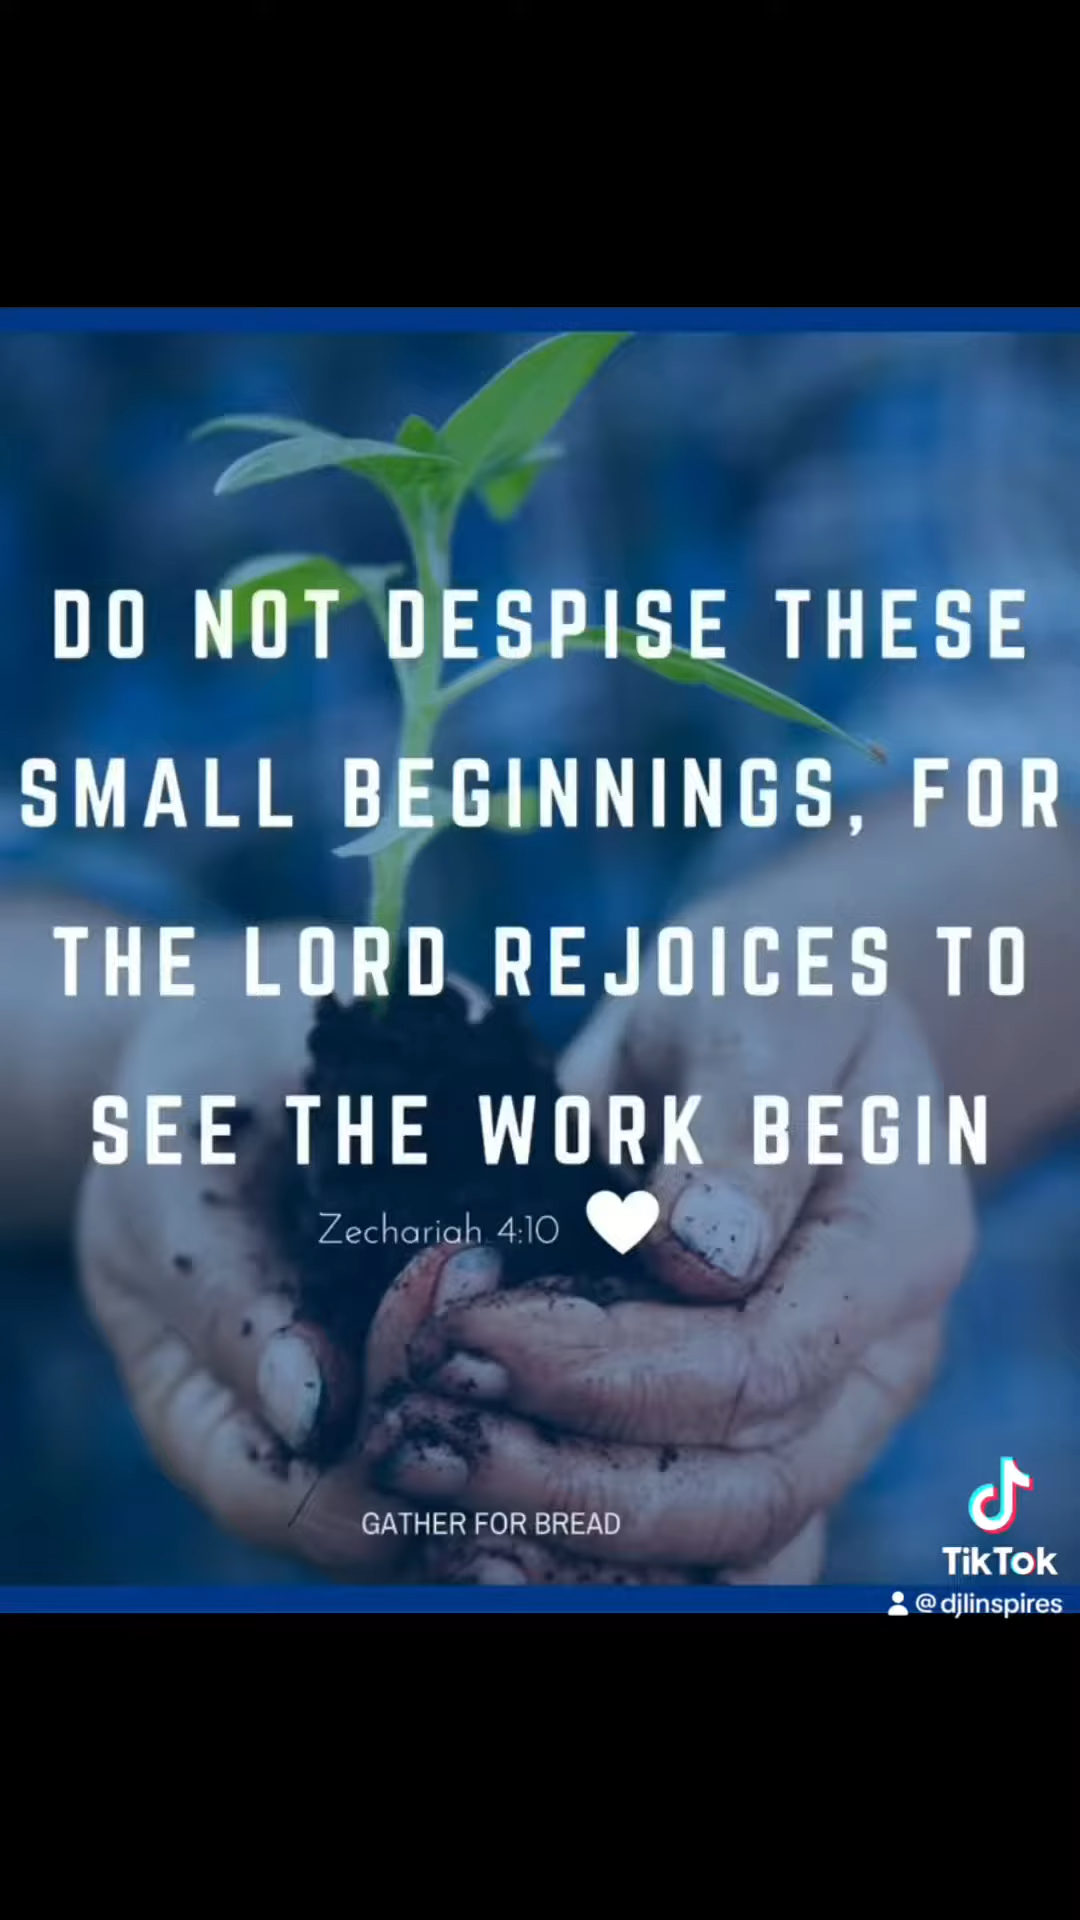 DO NOT DESPISE THESE
SMALL BEGINNINGS, FOR
THE LORD REJOICES TO
SEE THE WORK BEGIN
Zechariah 4:10
GATHER FOR BREAD
TikTok
@djlinspires